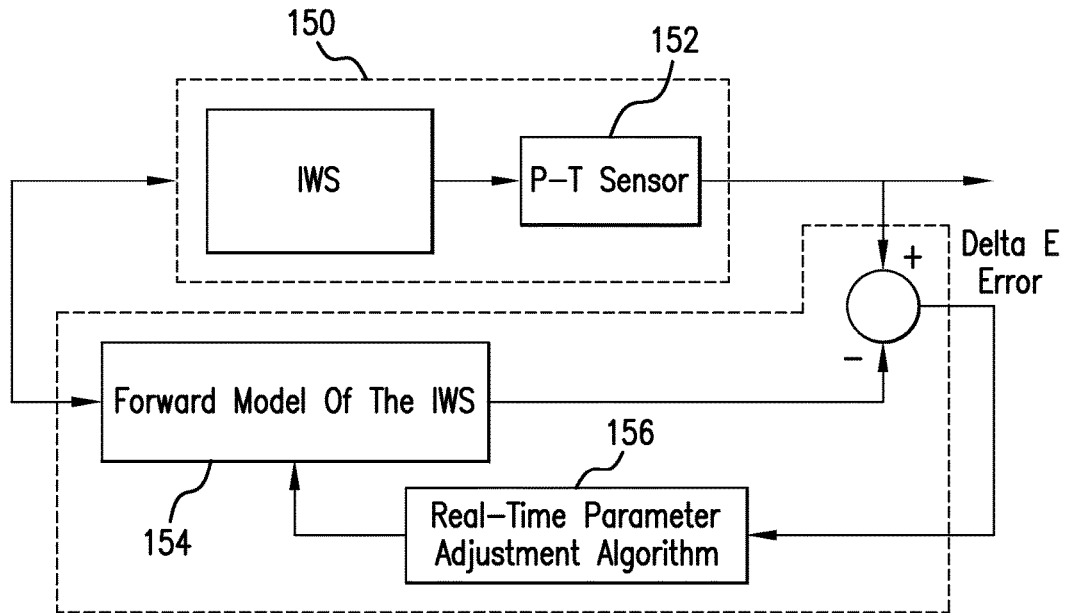 150
152
IWS
P-T Sensor
+
Delta E
Error
-
Forward Model Of The IWS
156
154
Real-Time Parameter
Adjustment Algorithm